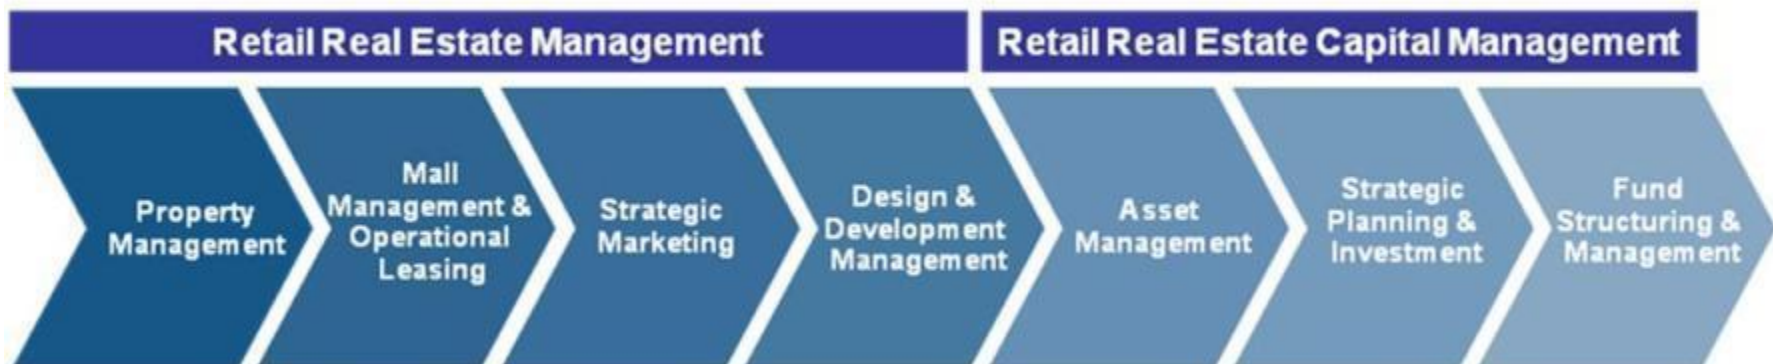 Retail Real Estate Management
Retail Real Estate Capital Management
Property
Management
Mall
Management &
Operational
Leasing
Strategic
Marketing
Design &
Development
Management
Asset
Management
Strategic
Planning &
Investment
Fund
Structuring &
Management